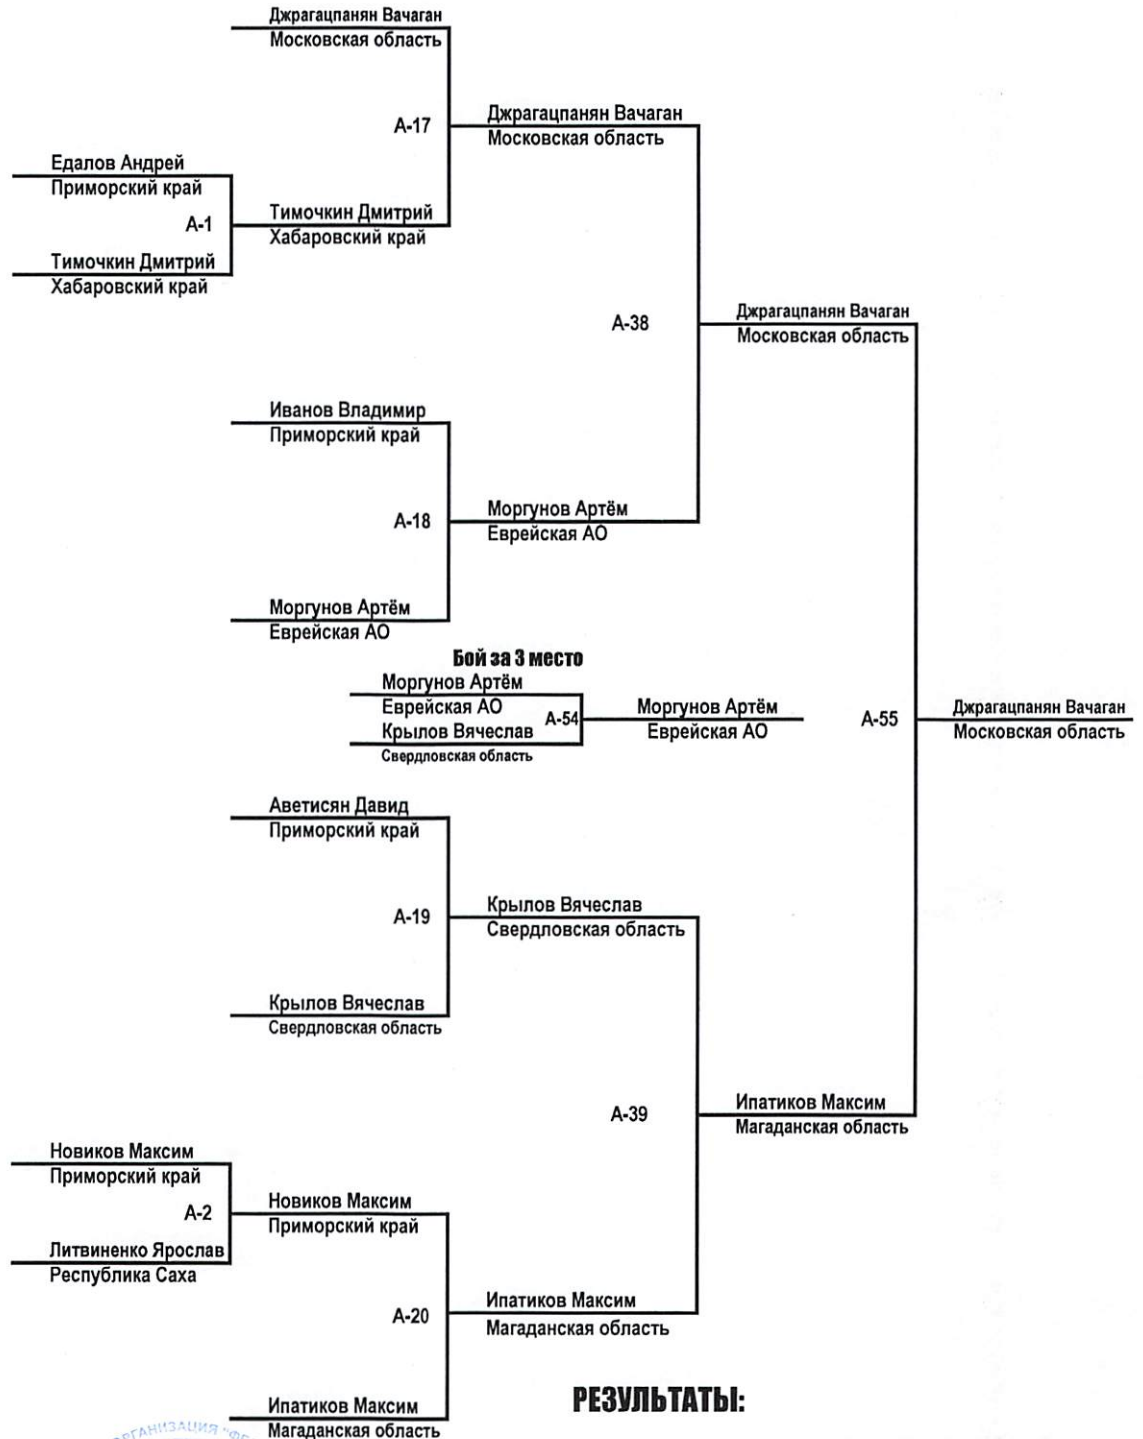 Джрагацпанян Вачаган
Московская область
А-17
Джрагацпанян Вачаган
Московская область
Едалов Андрей
Приморский край
А-1
Тимочкин Дмитрий
Хабаровский край
Тимочкин Дмитрий
Хабаровский край
А-38
Джрагацпанян Вачаган
Московская область
Иванов Владимир
Приморский край
А-18
Моргунов Артём
Еврейская АО
Моргунов Артём
Еврейская АО
Бой за 3 место
Моргунов Артём
Еврейская АО
А-54
Крылов Вячеслав
Свердловская область
Моргунов Артём
Еврейская АО
А-55
Джрагацпанян Вачаган
Московская область
Аветисян Давид
Приморский край
А-19
Крылов Вячеслав
Свердловская область
Крылов Вячеслав
Свердловская область
А-39
Ипатиков Максим
Магаданская область
Новиков Максим
Приморский край
А-2
Новиков Максим
Приморский край
Литвиненко Ярослав
Республика Саха
А-20
Ипатиков Максим
Магаданская область
РЕЗУЛЬТАТЫ:
Ипатиков Максим
Магаданская область